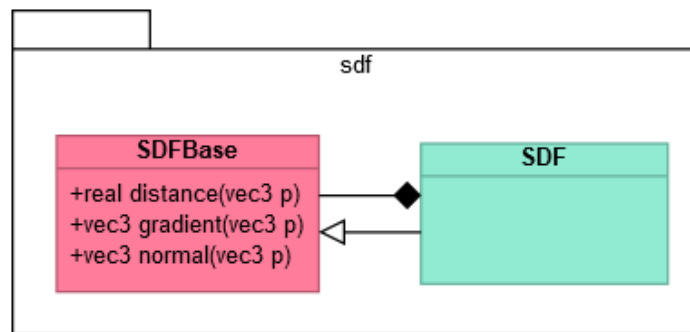 sdf
SDFBase
+real distance(vec3 p)
+vec3 gradient(vec3 p)
+vec3 normal(vec3 p)
SDF